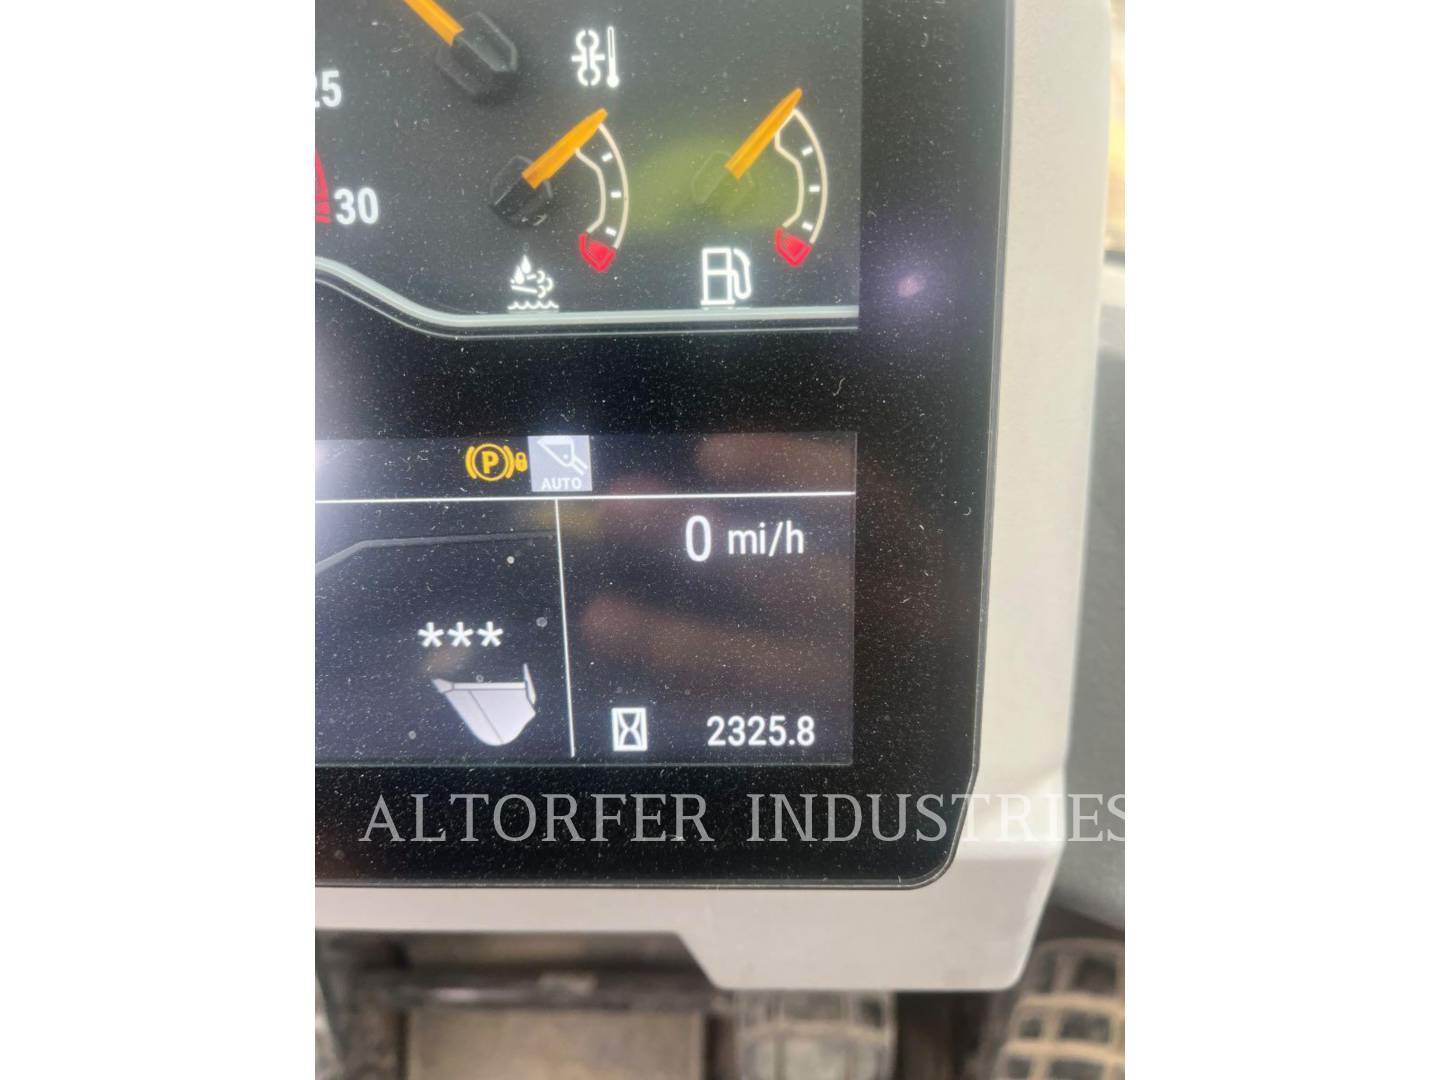 25
30
P
AUTO
0 mi/h
***
2325.8
ALTORFER INDUSTRIES